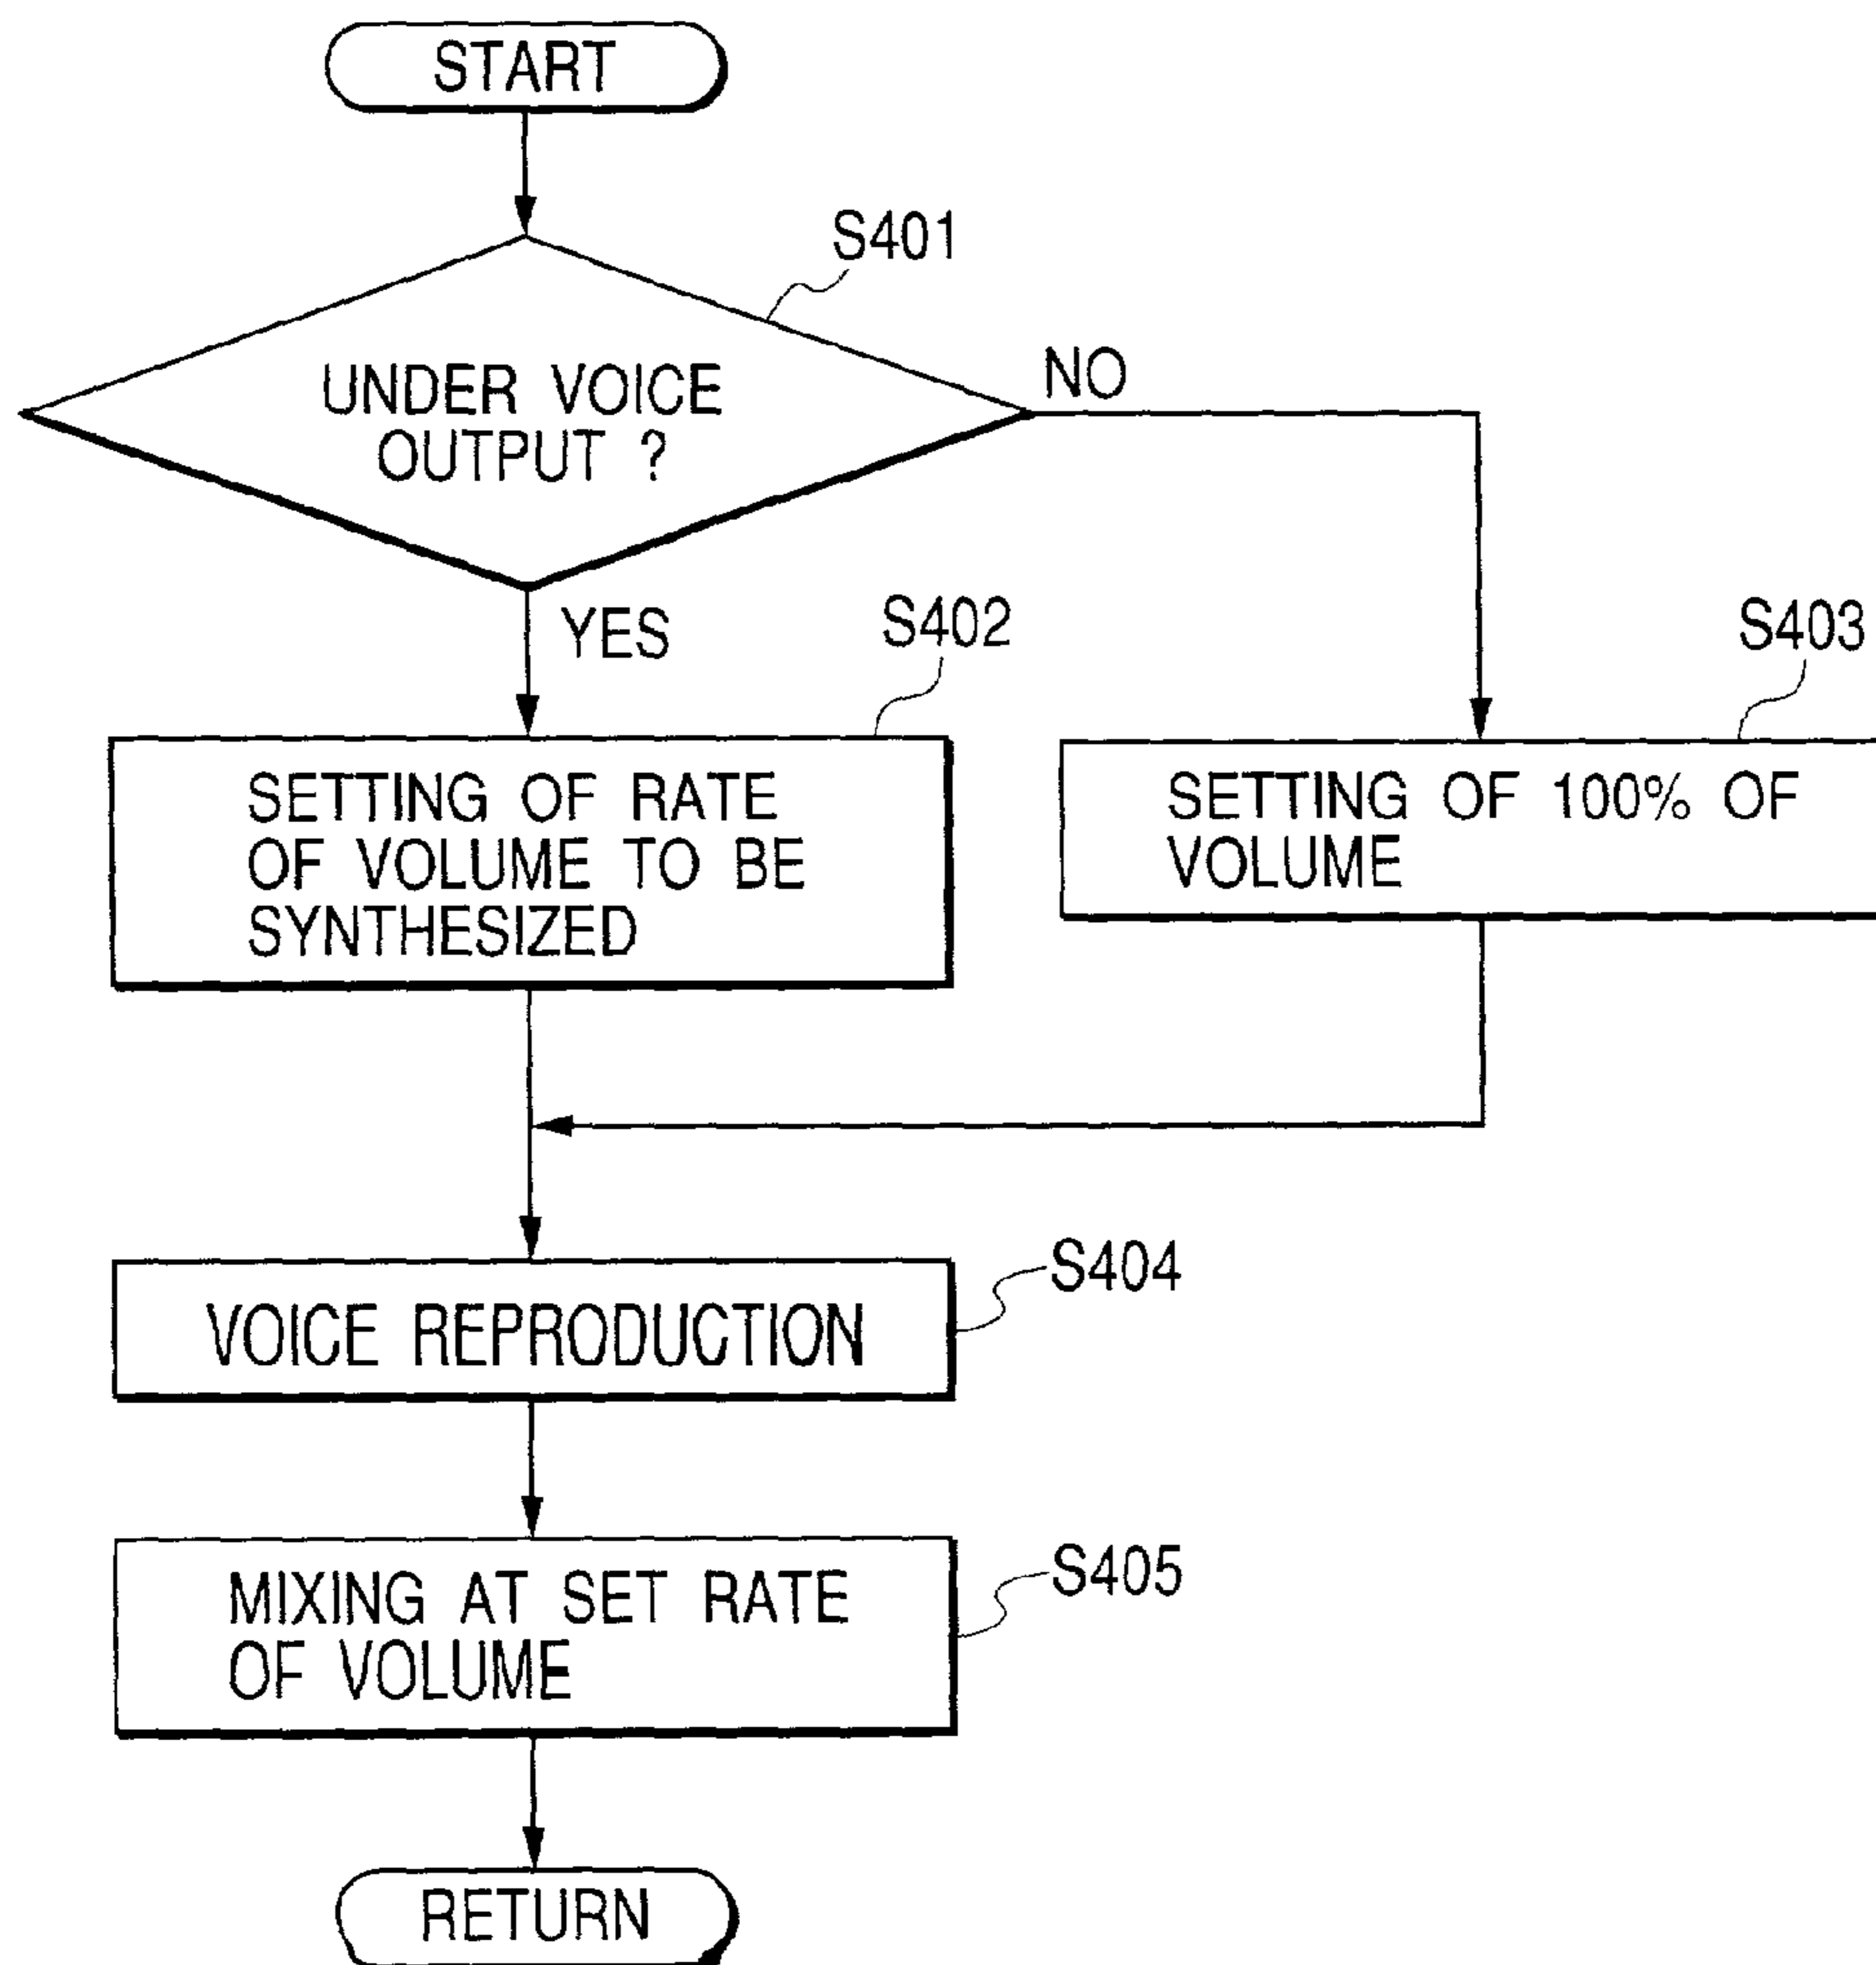 START
S401
UNDER VOICE
OUTPUT ?
NO
YES
S402
SETTING OF RATE
OF VOLUME TO BE
SYNTHESIZED
S403
SETTING OF 100% OF
VOLUME
S404
VOICE REPRODUCTION
S405
MIXING AT SET RATE
OF VOLUME
RETURN